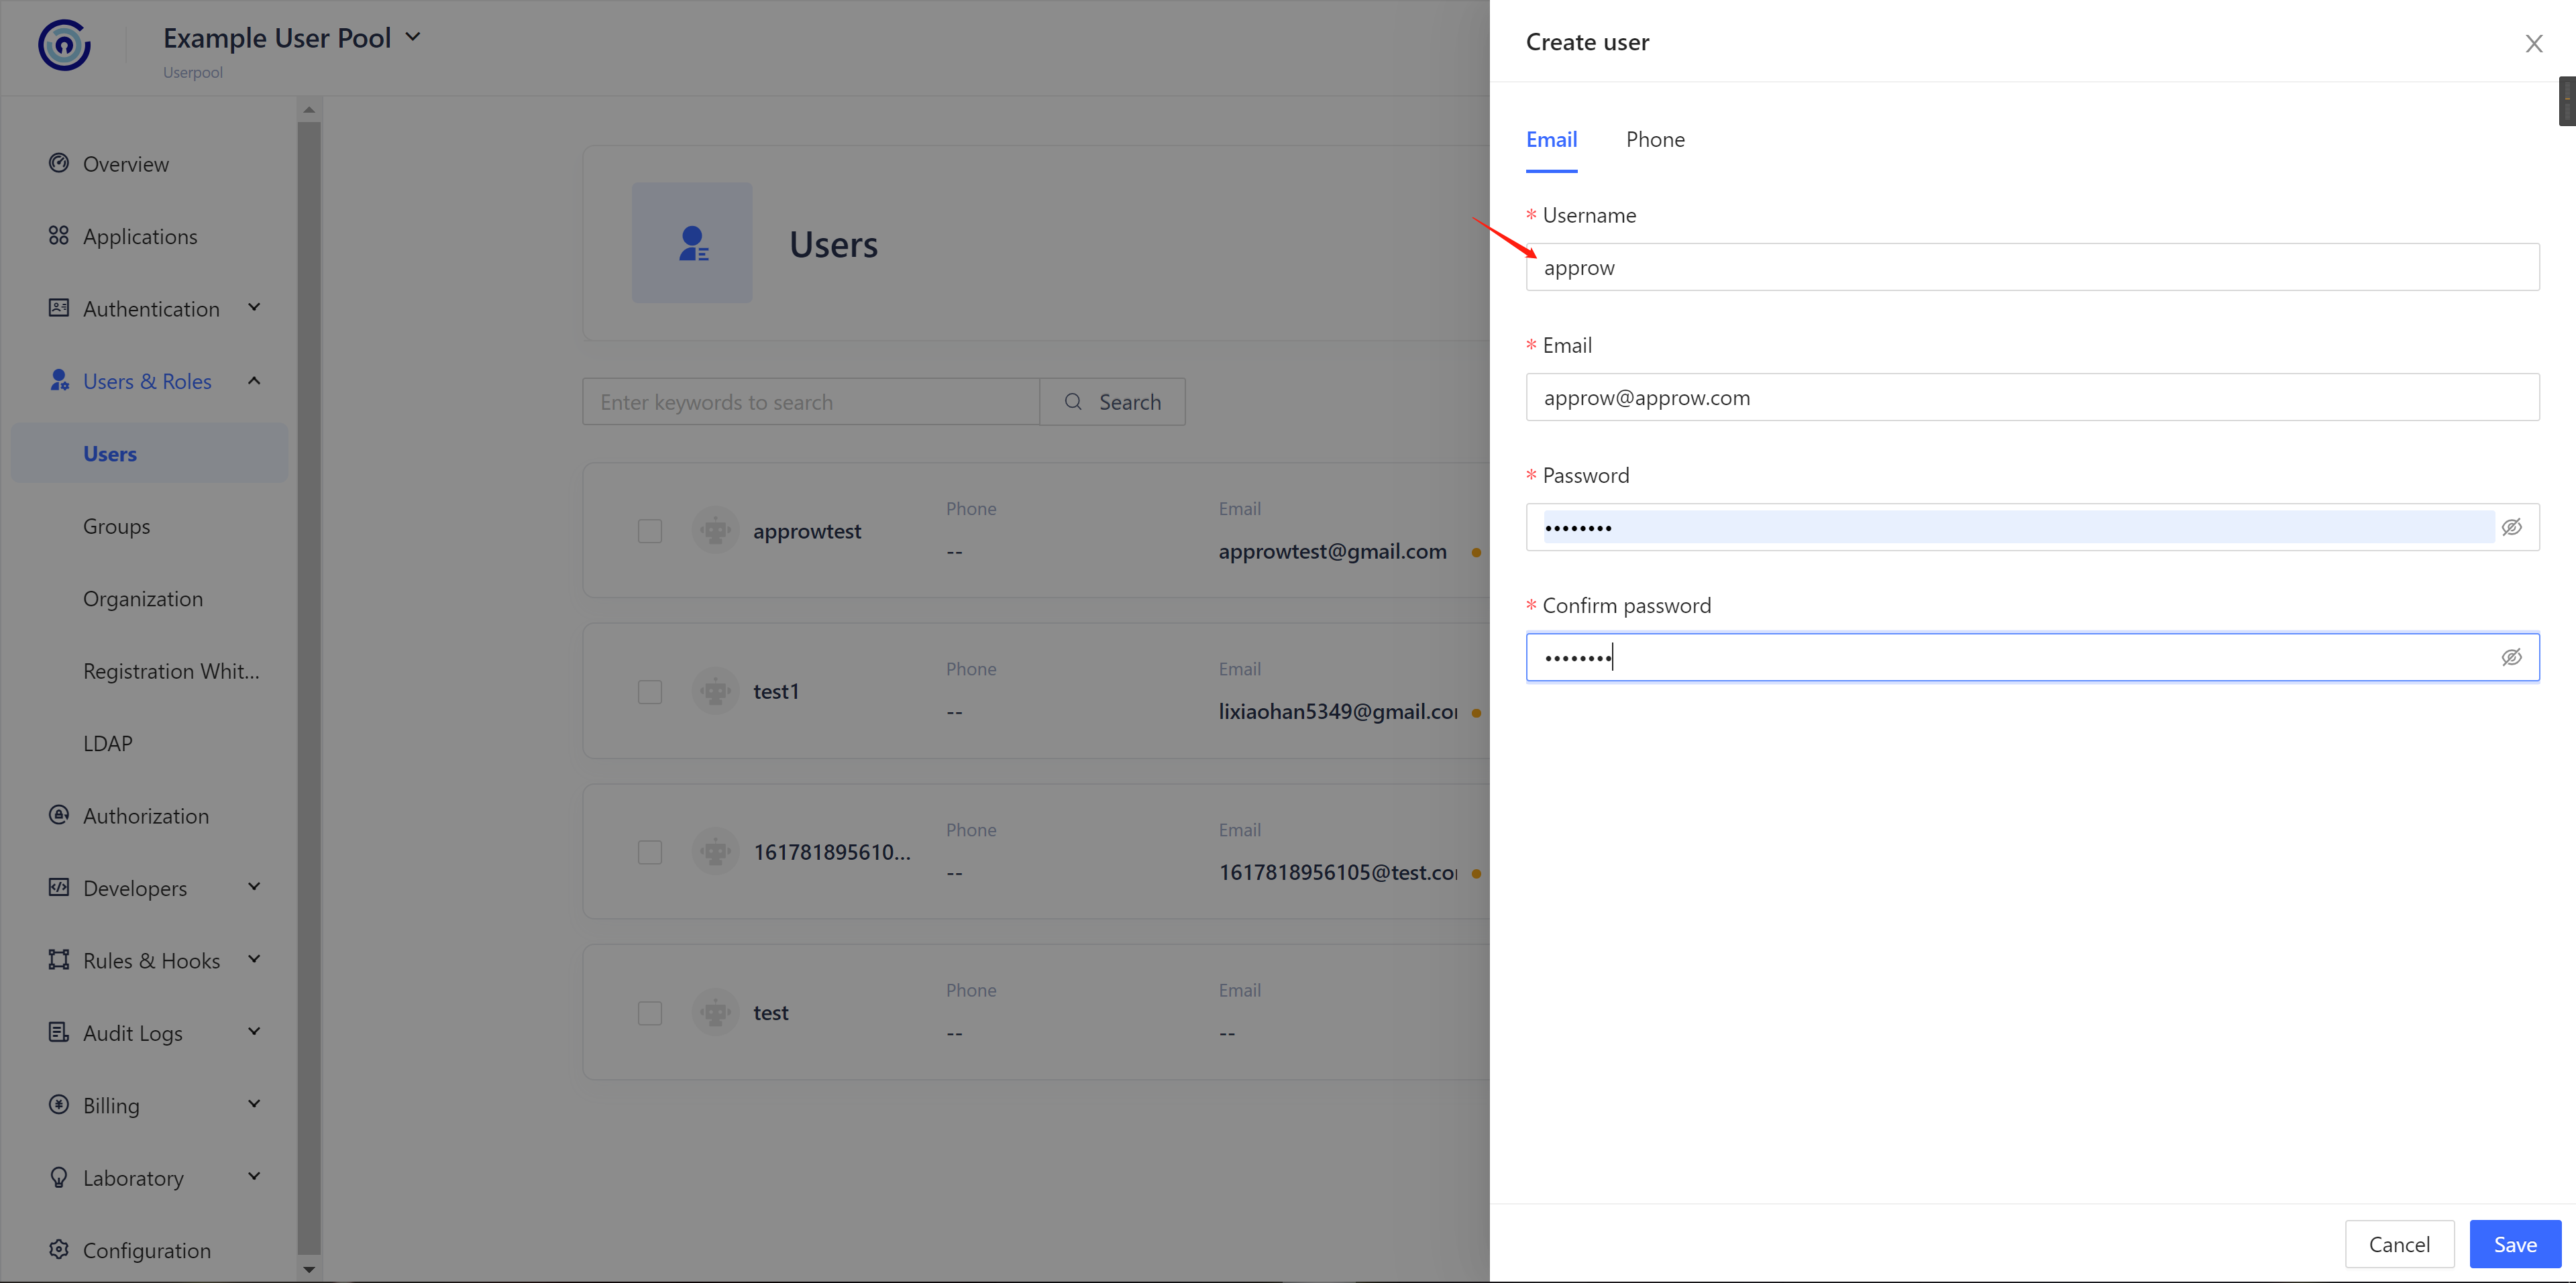 Example User Pool
Userpool
Overview
Applications
Authentication
Users & Roles
Users
Groups
Organization
Registration Whit...
LDAP
Authorization
Developers
Rules & Hooks
Audit Logs
Billing
Laboratory
Configuration
Users
Enter keywords to search
Search
approwtest
Phone
--
Email
approwtest@gmail.com
test1
Phone
--
Email
lixiaohan5349@gmail.co
161781895610...
Phone
--
Email
1617818956105@test.co
test
Phone
--
Email
--
Create user
Email Phone
* Username
approw
* Email
approw@approw.com
* Password
••••••••
* Confirm password
••••••••
Cancel
Save